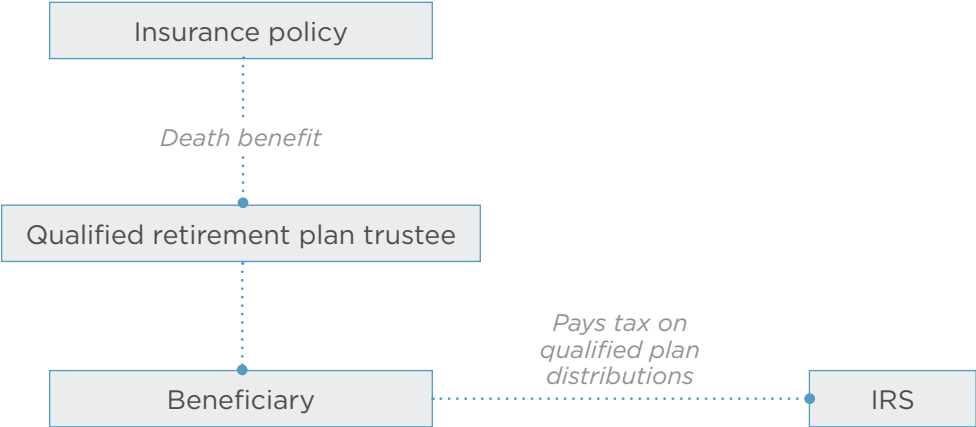 Insurance policy
Death benefit
Qualified retirement plan trustee
Pays tax on
qualified plan
distributions
Beneficiary
IRS